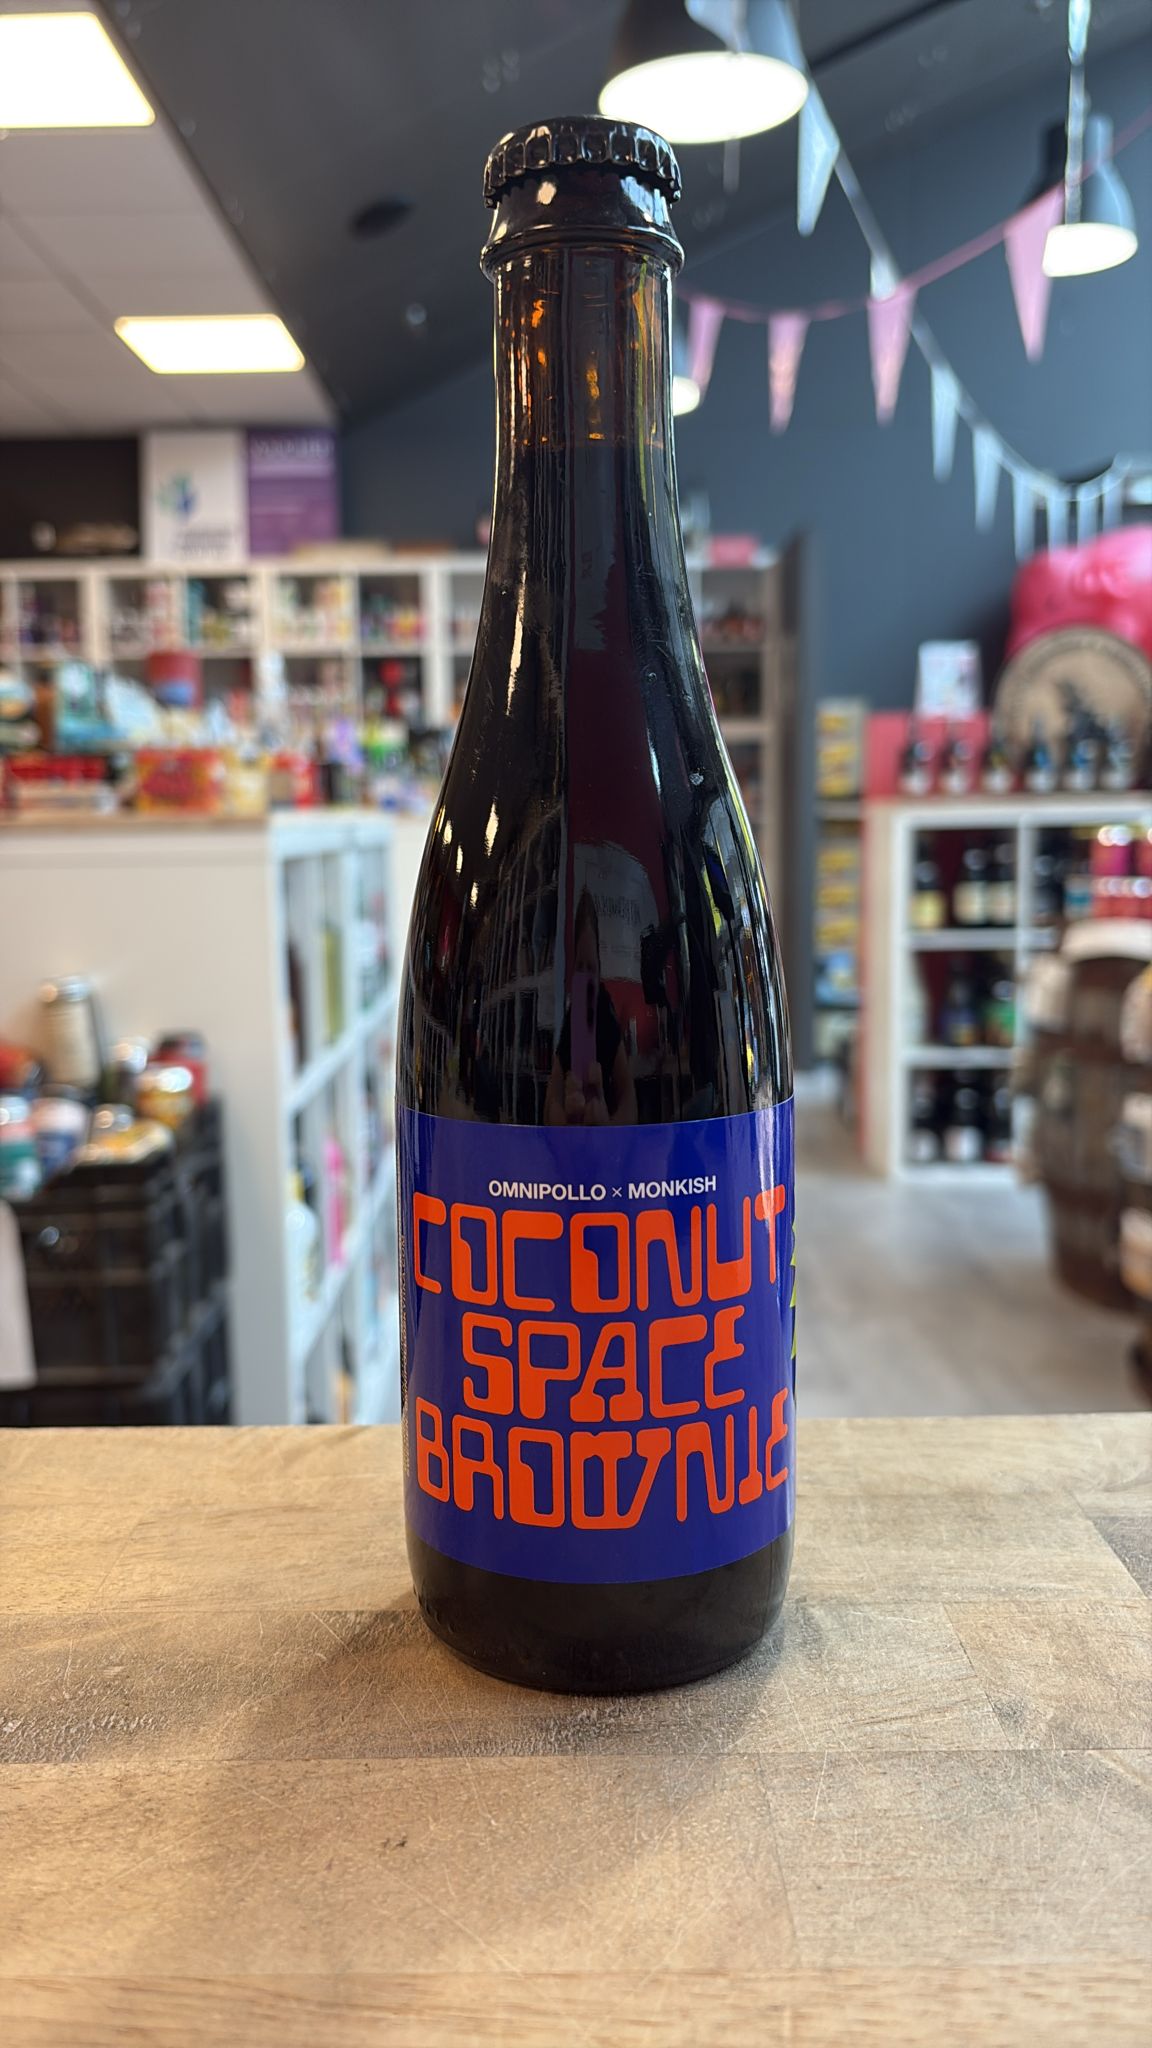 OMNIPOLLO × MONKISH
COCONUT
SPACE
BROWNIE